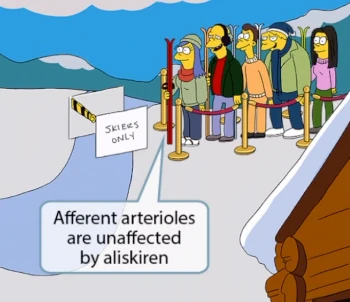 SKIERS
ONLY
Afferent arterioles
are unaffected
by aliskiren